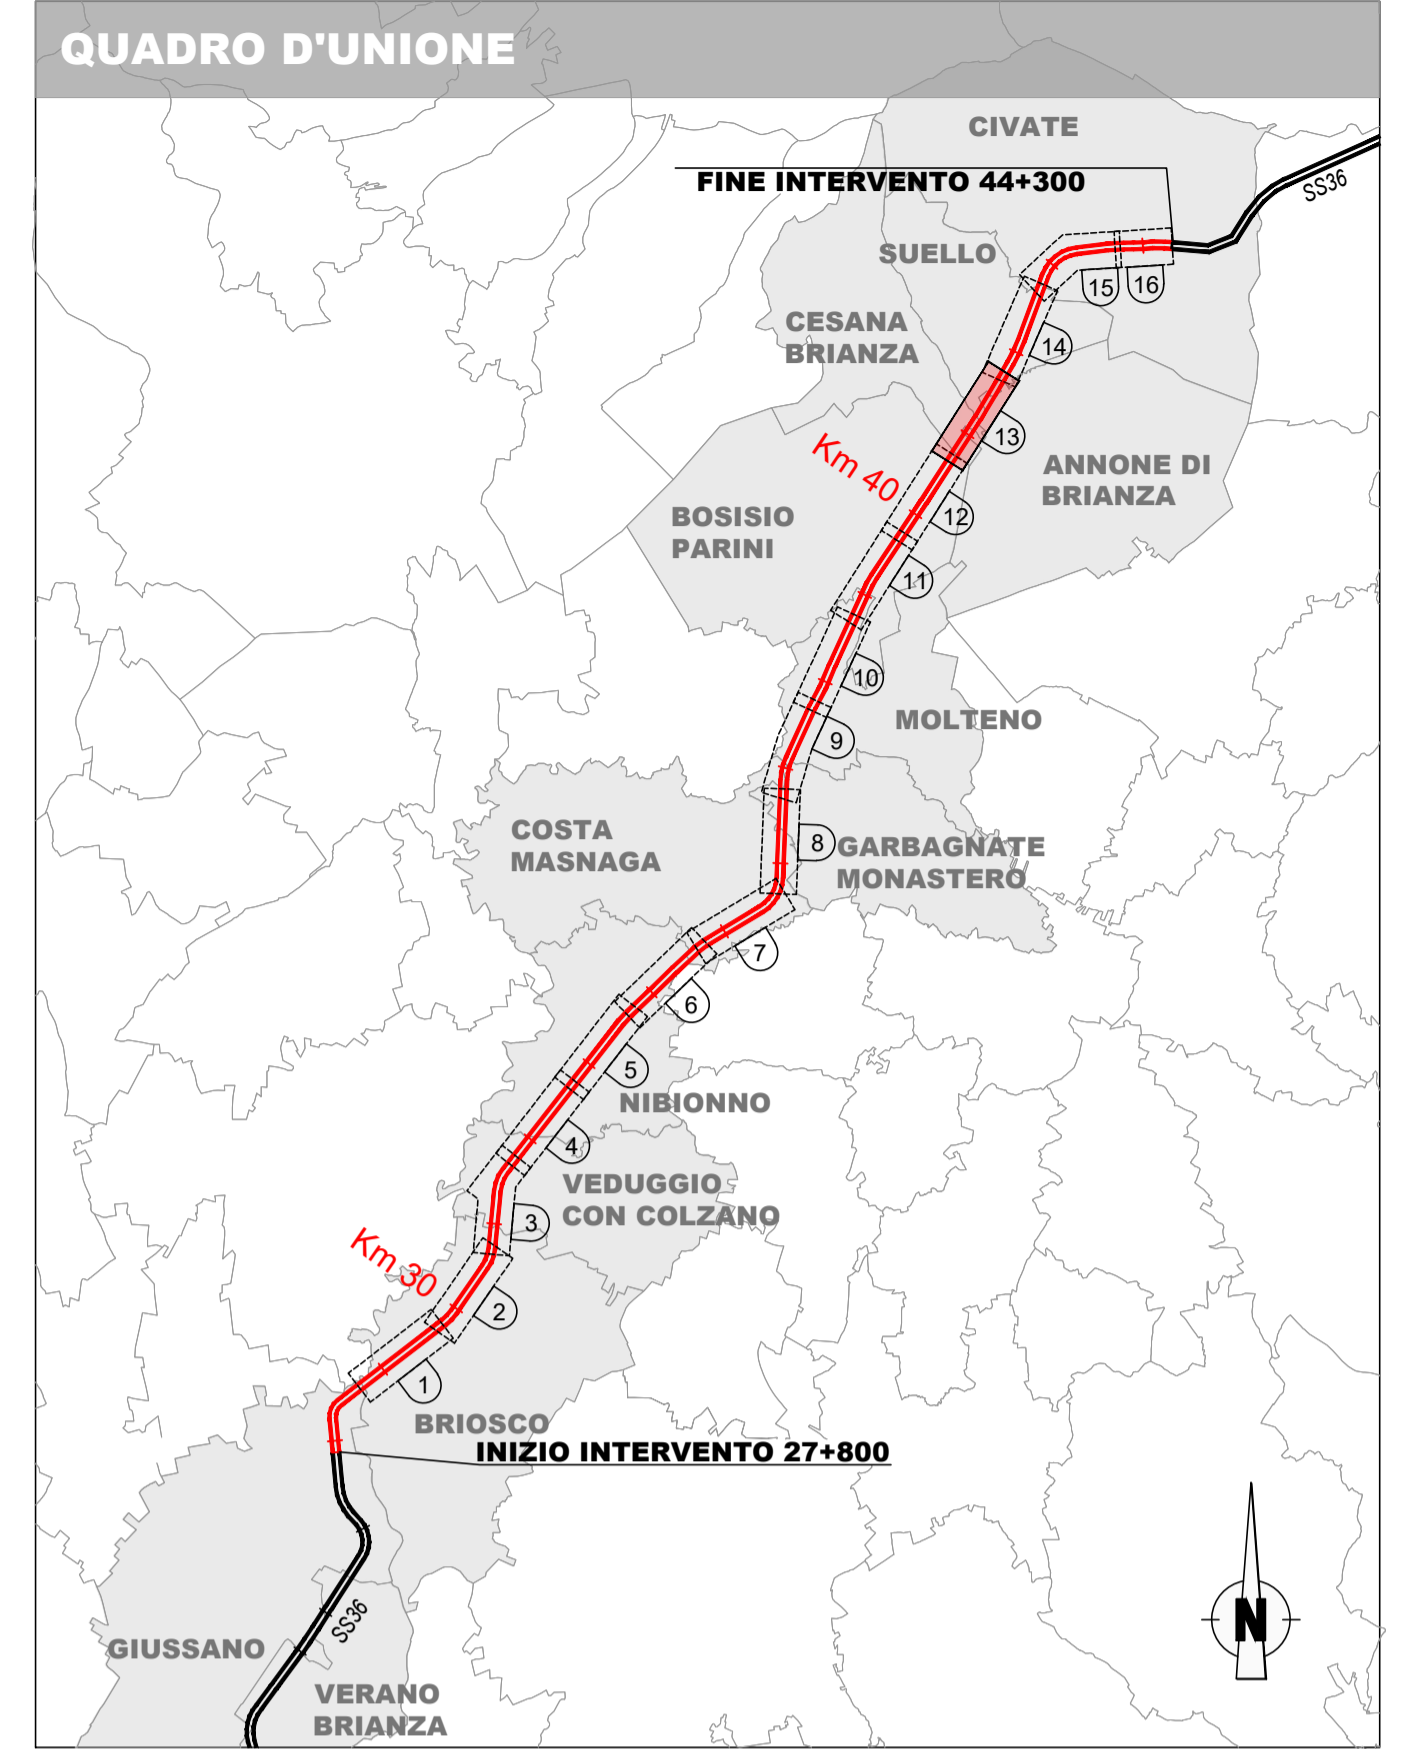 QUADRO D'UNIONE
CIVATE
FINE INTERVENTO 44+300
SS36
SUELLO
15
16
CESANA
BRIANZA
14
13
Km 40
ANNONE DI
BRIANZA
BOSISIO
PARINI
12
11
10
MOLTENO
9
COSTA
MASNAGA
8
GARBAGNATE
MONASTERO
7
6
5
NIBIONNO
4
VEDUGGIO
CON COLZANO
3
Km 30
2
1
BRIOSCO
INIZIO INTERVENTO 27+800
SS36
GIUSSANO
VERANO
BRIANZA
N